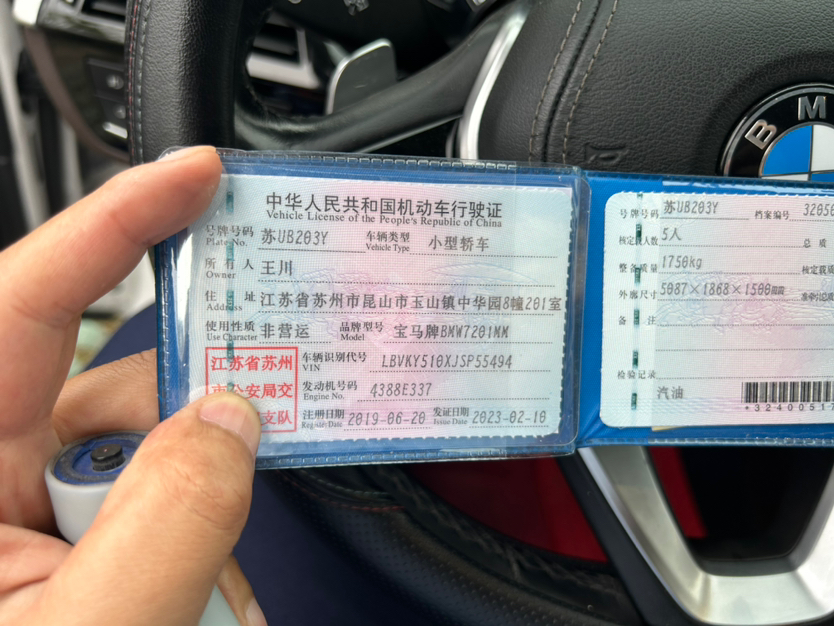 BM
中华人民共和国机动车行驶证
Vehicle License of the People's Republic of China
号牌号码 苏UB203Y 车辆类型 小型轿车
Plate No. Vehicle Type
所有人 王川
Owner
住址 江苏省苏州市昆山市玉山镇中华园8幢201室
Address
使用性质 非营运 品牌型号 宝马牌BMW7201MM
Use Character Model
江苏省苏州 车辆识别代号 LBVKY510XJSP55494
VIN
公安局交 发动机号码 4388E337
Engine No.
支队 注册日期 2019-06-20 发证日期 2023-02-10
Register Date Issue Date
号牌号码 苏UB203Y 档案编号 3205
核定载人数 5人 总质
整备质量 1750kg 核定载质
外廓尺寸 5087×1868×1500
备注
检验记录
汽油
*3240051